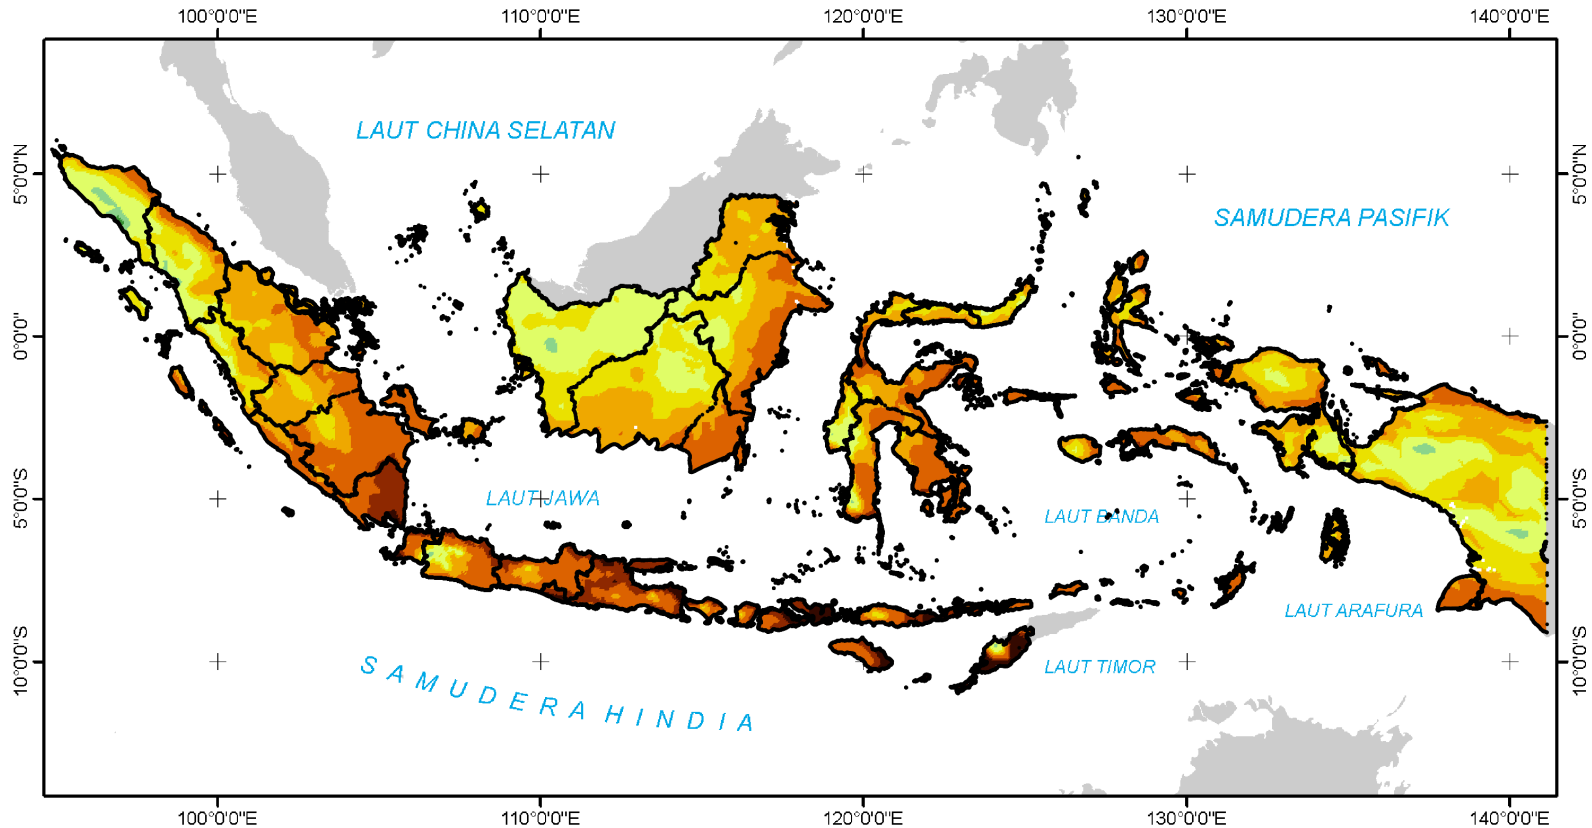 100°0'0"E 110°0'0"E 120°0'0"E 130°0'0"E 140°0'0"E
LAUT CHINA SELATAN
5°0'0"N 5°0'0"N
SAMUDERA PASIFIK
0°0'0" 0°0'0"
5°0'0"S LAUT JAWA 5°0'0"S
LAUT BANDA
LAUT ARAFURA
10°0'0"S SAMUDERA HINDIA LAUT TIMOR 10°0'0"S
100°0'0"E 110°0'0"E 120°0'0"E 130°0'0"E 140°0'0"E